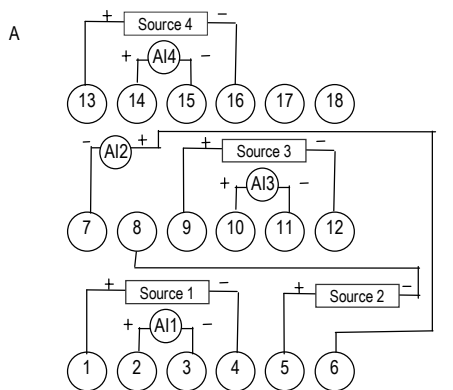 A
+ Source 4 −
+ AI4 −
13 14 15 16 17 18
− AI2 +
+ Source 3 −
+ AI3 −
7 8 9 10 11 12
+ Source 1 −
+ Source 2 −
+ AI1 −
1 2 3 4 5 6